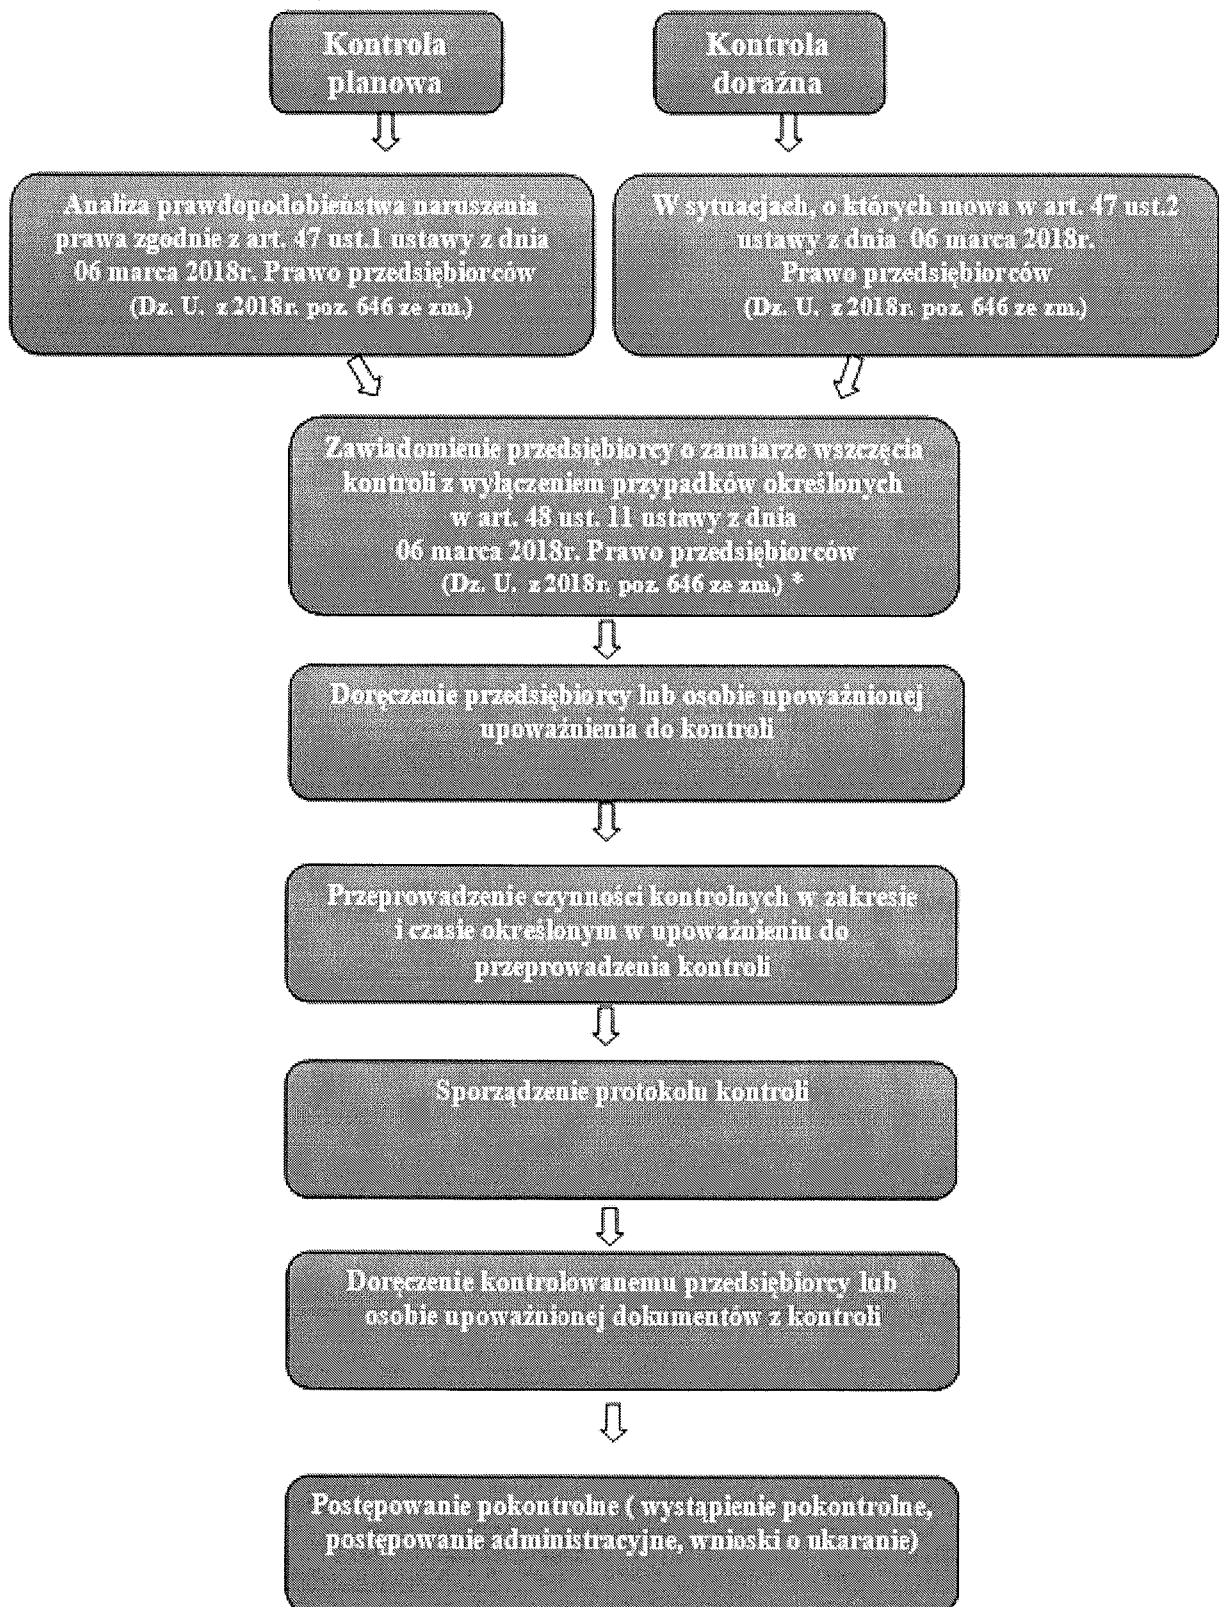 Kontrola
planowa
Kontrola
doraźna
Analiza prawdopodobieństwa naruszenia
prawa zgodnie z art. 47 ust.1 ustawy z dnia
06 marca 2018r. Prawo przedsiębiorców
(Dz. U. z 2018r. poz. 646 ze zm.)
W sytuacjach, o których mowa w art. 47 ust.2
ustawy z dnia 06 marca 2018r.
Prawo przedsiębiorców
(Dz. U. z 2018r. poz. 646 ze zm.)
Zawiadomienie przedsiębiorcy o zamiarze wszczęcia
kontroli z wyłączeniem przypadków określonych
w art. 48 ust. 11 ustawy z dnia
06 marca 2018r. Prawo przedsiębiorców
(Dz. U. z 2018r. poz. 646 ze zm.) *
Doręczenie przedsiębiorcy lub osobie upoważnionej
upoważnienia do kontroli
Przeprowadzenie czynności kontrolnych w zakresie
i czasie określonym w upoważnieniu do
przeprowadzenia kontroli
Sporządzenie protokołu kontroli
Doręczenie kontrolowanemu przedsiębiorcy lub
osobie upoważnionej dokumentów z kontroli
Postępowanie pokontrolne ( wystąpienie pokontrolne,
postępowanie administracyjne, wnioski o ukaranie)